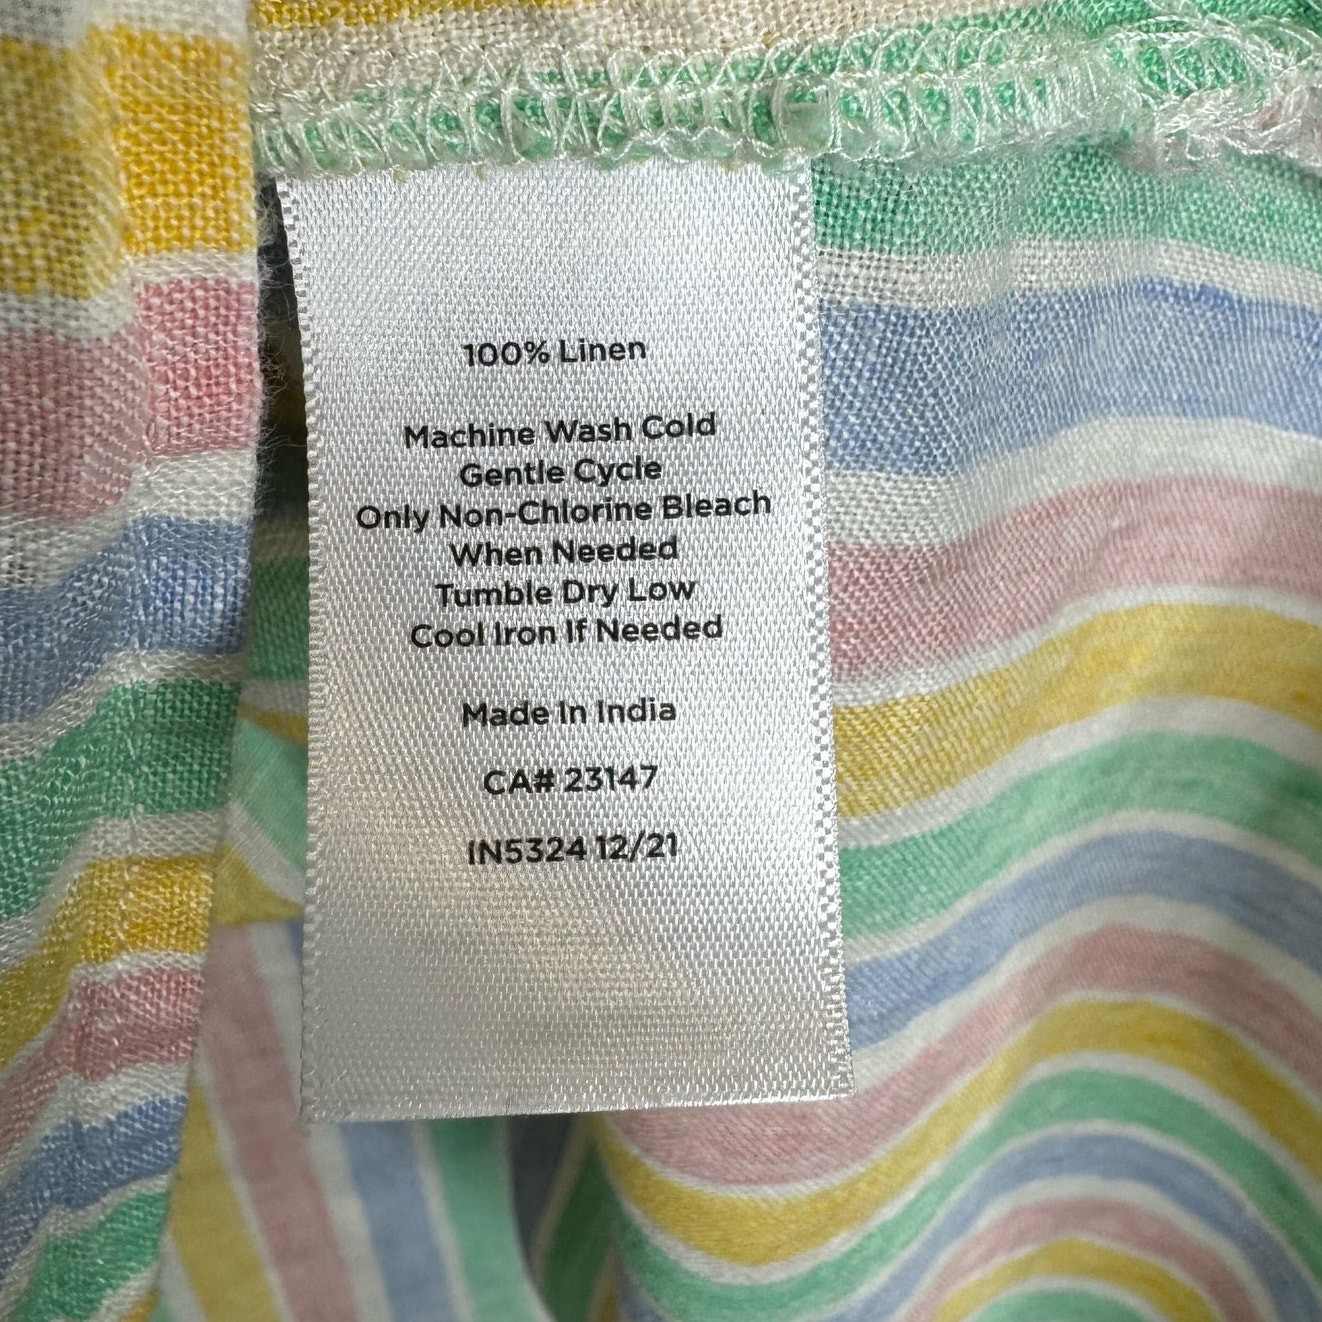 100% Linen
Machine Wash Cold
Gentle Cycle
Only Non-Chlorine Bleach
When Needed
Tumble Dry Low
Cool Iron If Needed
Made In India
CA# 23147
IN5324 12/21